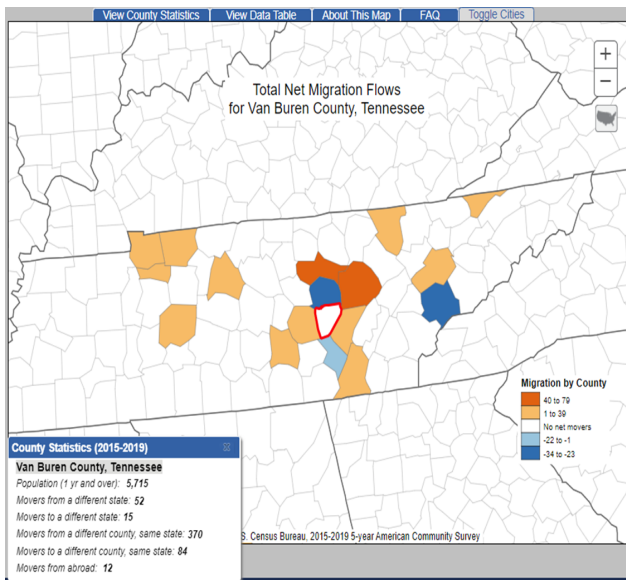 View County Statistics View Data Table About This Map FAQ Toggle Cities
Total Net Migration Flows
for Van Buren County, Tennessee
+
−
Migration by County
40 to 79
1 to 39
No net movers
-22 to -1
-34 to -23
County Statistics (2015-2019)
Van Buren County, Tennessee
Population (1 yr and over): 5,715
Movers from a different state: 52
Movers to a different state: 15
Movers from a different county, same state: 370
Movers to a different county, same state: 84
Movers from abroad: 12
S. Census Bureau, 2015-2019 5-year American Community Survey